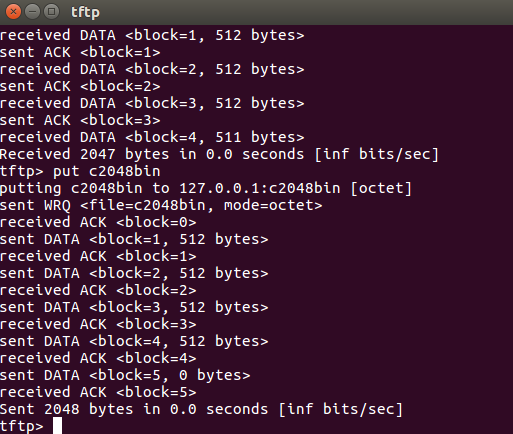 tftp
received DATA <block=1, 512 bytes>
sent ACK <block=1>
received DATA <block=2, 512 bytes>
sent ACK <block=2>
received DATA <block=3, 512 bytes>
sent ACK <block=3>
received DATA <block=4, 511 bytes>
Received 2047 bytes in 0.0 seconds [inf bits/sec]
tftp> put c2048bin
putting c2048bin to 127.0.0.1:c2048bin [octet]
sent WRQ <file=c2048bin, mode=octet>
received ACK <block=0>
sent DATA <block=1, 512 bytes>
received ACK <block=1>
sent DATA <block=2, 512 bytes>
received ACK <block=2>
sent DATA <block=3, 512 bytes>
received ACK <block=3>
sent DATA <block=4, 512 bytes>
received ACK <block=4>
sent DATA <block=5, 0 bytes>
received ACK <block=5>
Sent 2048 bytes in 0.0 seconds [inf bits/sec]
tftp>